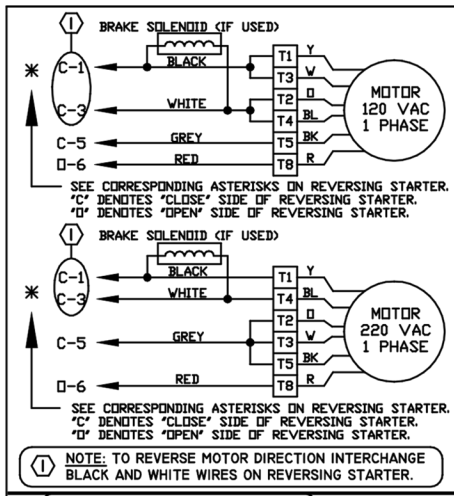 1
BRAKE SOLENOID (IF USED)
C-1 BLACK T1 Y
T3 W
C-3 WHITE T2 O
T4 BL
C-5 GREY T5 BK
O-6 RED T8 R
MOTOR
120 VAC
1 PHASE
*
SEE CORRESPONDING ASTERISKS ON REVERSING STARTER.
"C" DENOTES "CLOSE" SIDE OF REVERSING STARTER.
"O" DENOTES "OPEN" SIDE OF REVERSING STARTER.
1
BRAKE SOLENOID (IF USED)
C-1 BLACK T1 Y
C-3 WHITE T4 BL
T2 O
C-5 GREY T3 W
T5 BK
O-6 RED T8 R
MOTOR
220 VAC
1 PHASE
*
SEE CORRESPONDING ASTERISKS ON REVERSING STARTER.
"C" DENOTES "CLOSE" SIDE OF REVERSING STARTER.
"O" DENOTES "OPEN" SIDE OF REVERSING STARTER.
1 NOTE: TO REVERSE MOTOR DIRECTION INTERCHANGE
BLACK AND WHITE WIRES ON REVERSING STARTER.